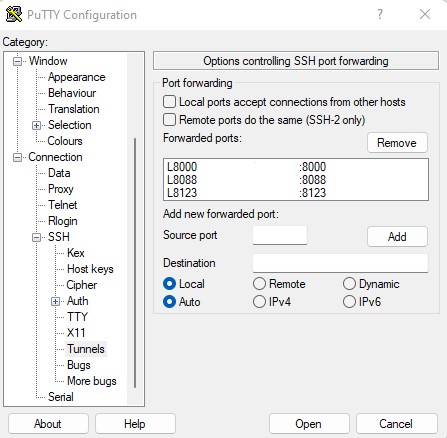 PuTTY Configuration
?
Category:
Window
Appearance
Behaviour
Translation
Selection
Colours
Connection
Data
Proxy
Telnet
Rlogin
SSH
Kex
Host keys
Cipher
Auth
TTY
X11
Tunnels
Bugs
More bugs
Serial
Options controlling SSH port forwarding
Port forwarding
Local ports accept connections from other hosts
Remote ports do the same (SSH-2 only)
Forwarded ports:
Remove
L8000 :8000
L8088 :8088
L8123 :8123
Add new forwarded port:
Source port
Add
Destination
Local Remote Dynamic
Auto IPv4 IPv6
About Help Open Cancel